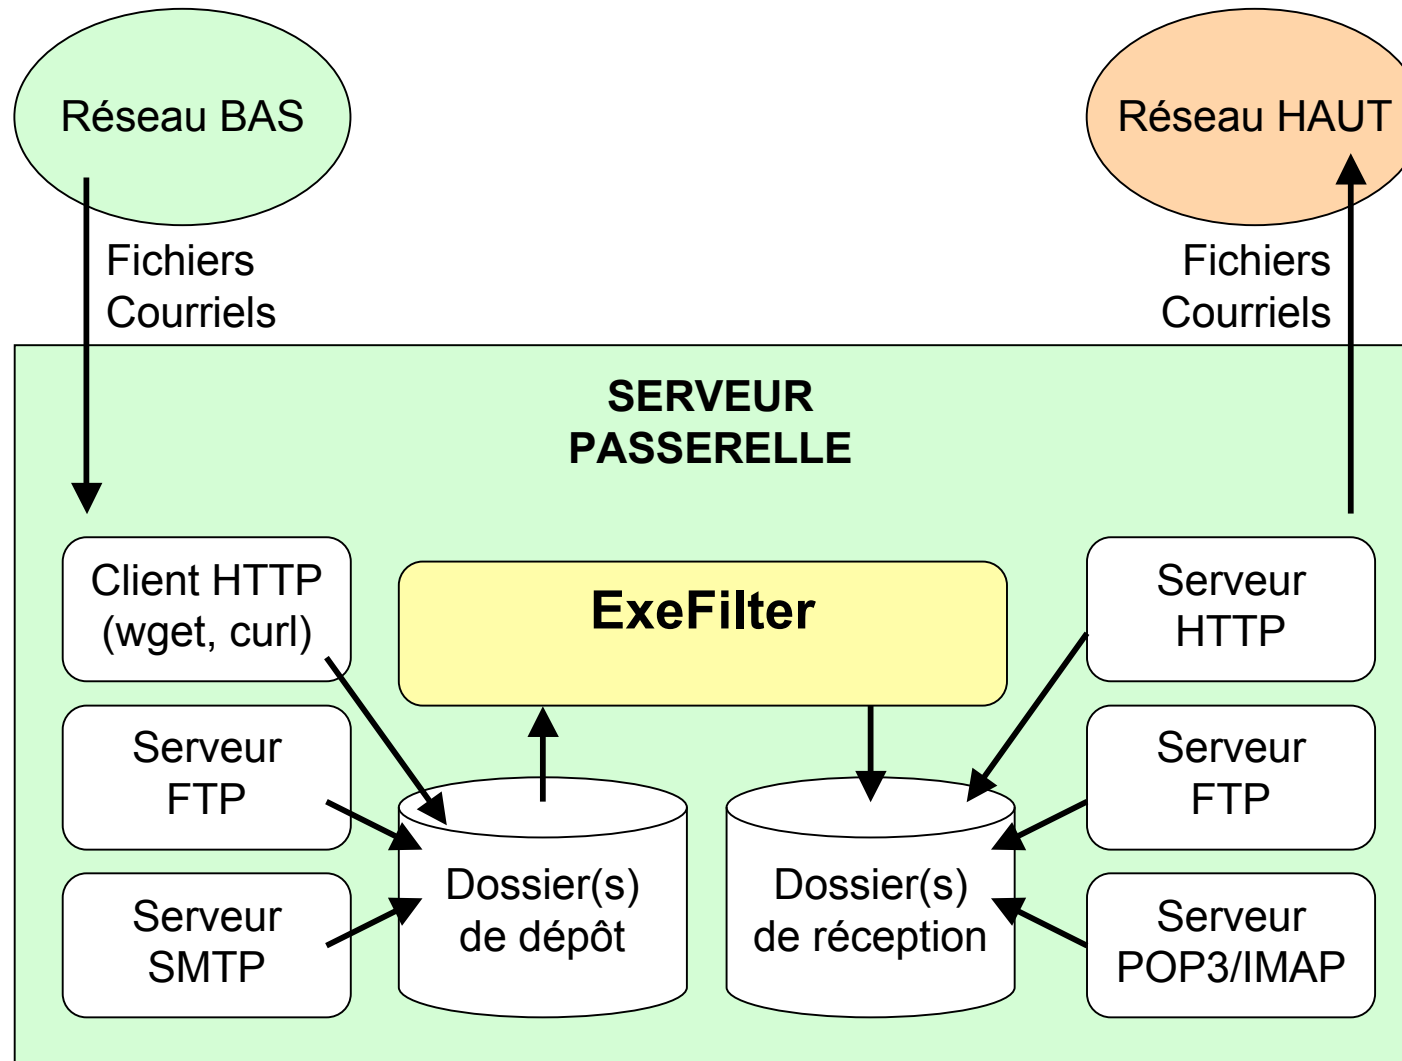 Réseau BAS
Réseau HAUT
Fichiers
Courriels
Fichiers
Courriels
SERVEUR
PASSERELLE
Client HTTP
(wget, curl)
ExeFilter
Serveur
HTTP
Serveur
FTP
Serveur
FTP
Dossier(s)
de dépôt
Dossier(s)
de réception
Serveur
SMTP
Serveur
POP3/IMAP